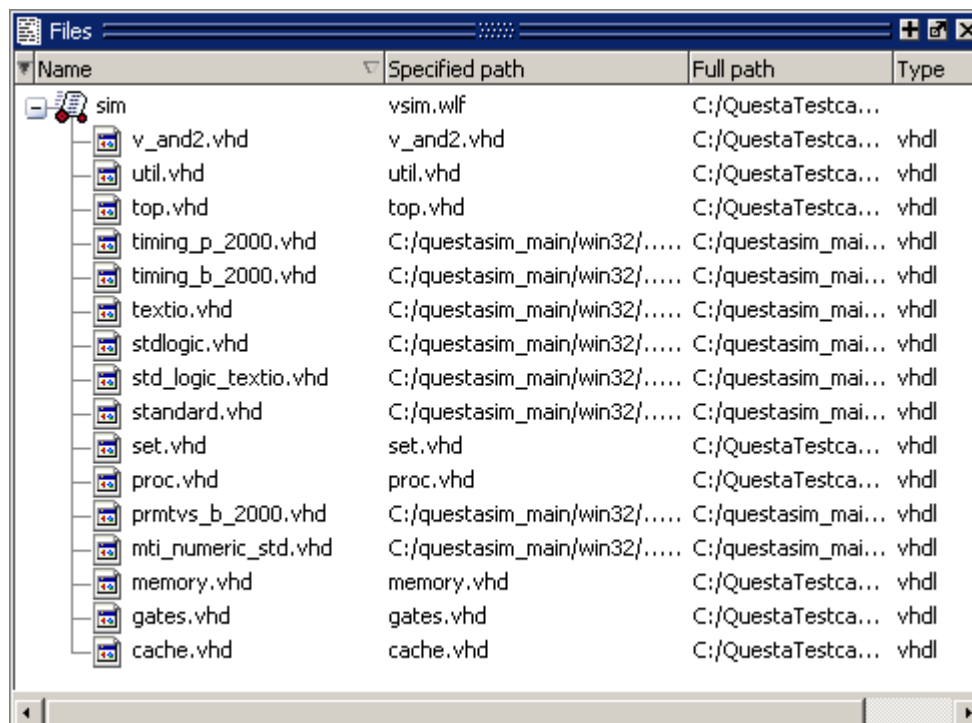 Files
Name Specified path Full path Type
sim vsim.wlf C:/QuestaTestca...
v_and2.vhd v_and2.vhd C:/QuestaTestca... vhdl
util.vhd util.vhd C:/QuestaTestca... vhdl
top.vhd top.vhd C:/QuestaTestca... vhdl
timing_p_2000.vhd C:/questasim_main/win32/..... C:/questasim_mai... vhdl
timing_b_2000.vhd C:/questasim_main/win32/..... C:/questasim_mai... vhdl
textio.vhd C:/questasim_main/win32/..... C:/questasim_mai... vhdl
stdlogic.vhd C:/questasim_main/win32/..... C:/questasim_mai... vhdl
std_logic_textio.vhd C:/questasim_main/win32/..... C:/questasim_mai... vhdl
standard.vhd C:/questasim_main/win32/..... C:/questasim_mai... vhdl
set.vhd set.vhd C:/QuestaTestca... vhdl
proc.vhd proc.vhd C:/QuestaTestca... vhdl
prmtvs_b_2000.vhd C:/questasim_main/win32/..... C:/questasim_mai... vhdl
mti_numeric_std.vhd C:/questasim_main/win32/..... C:/questasim_mai... vhdl
memory.vhd memory.vhd C:/QuestaTestca... vhdl
gates.vhd gates.vhd C:/QuestaTestca... vhdl
cache.vhd cache.vhd C:/QuestaTestca... vhdl